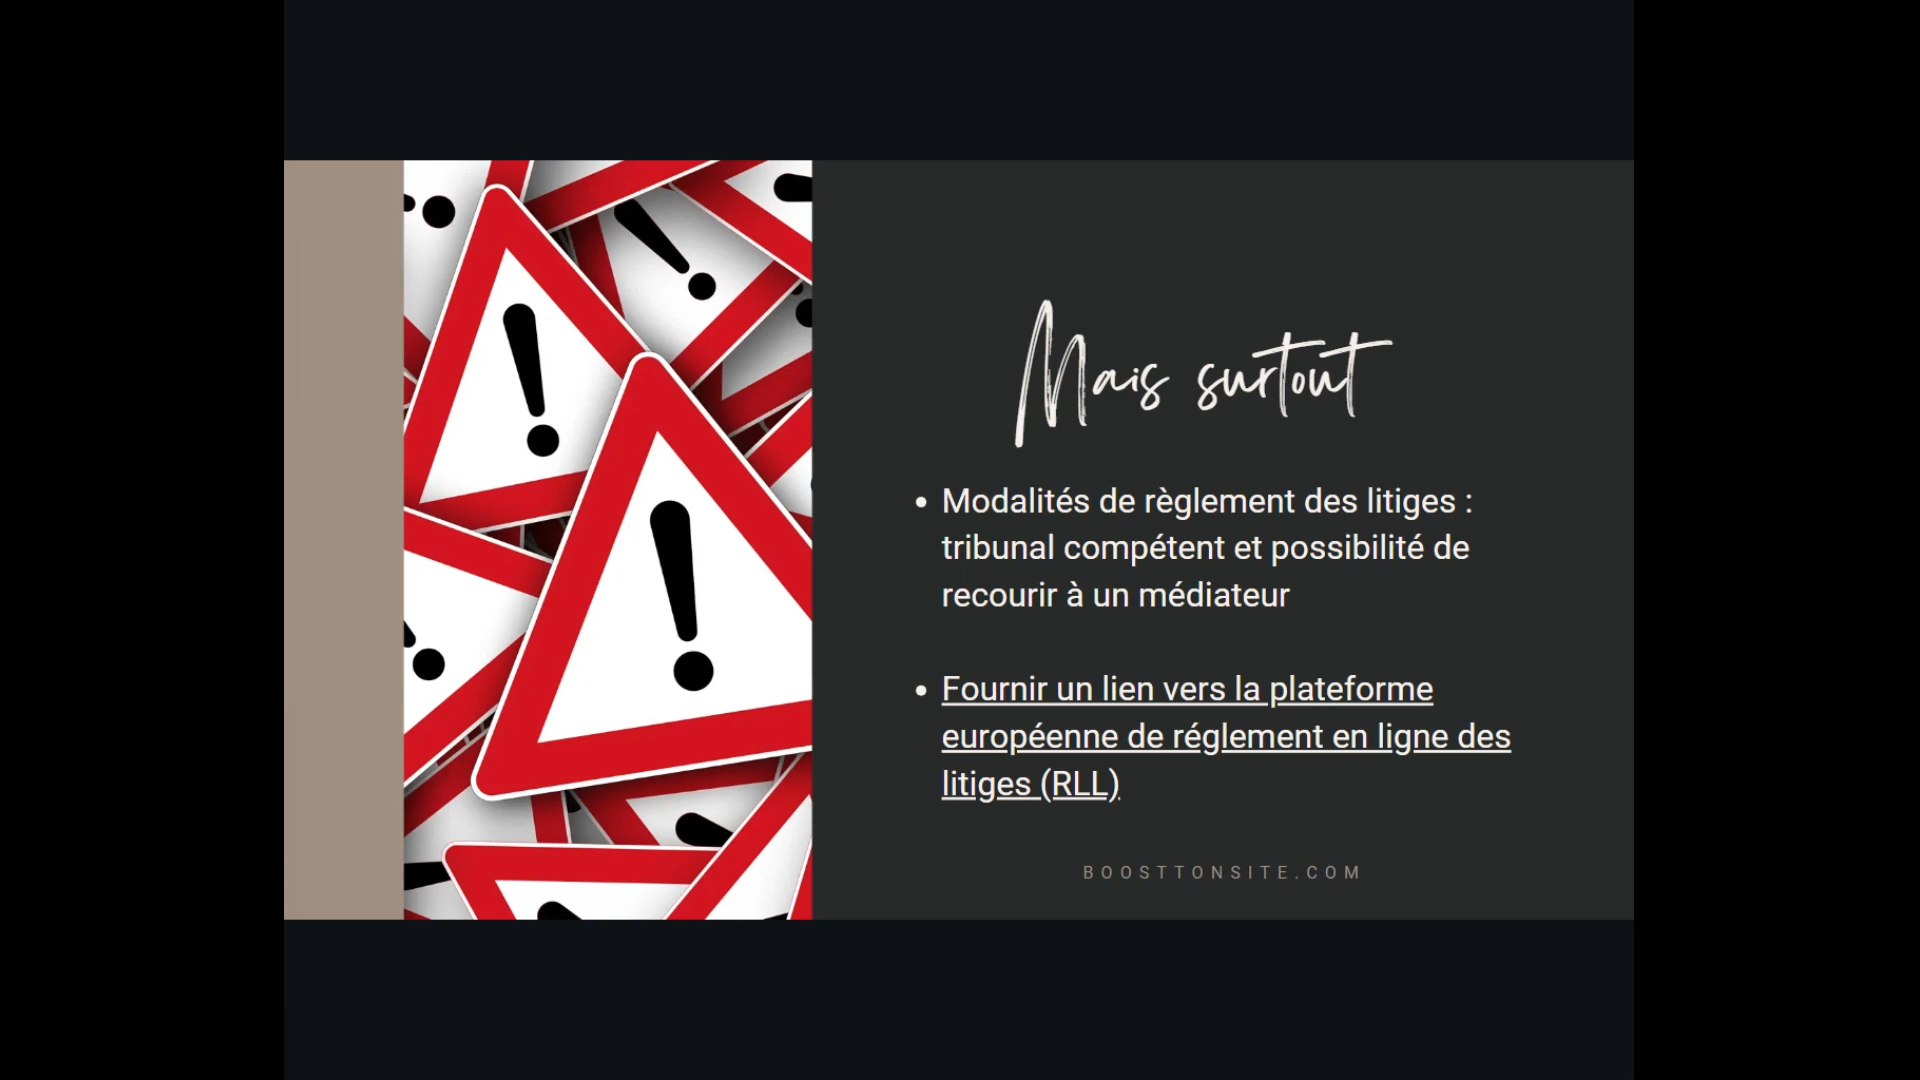 Mais surtout
• Modalités de règlement des litiges :
tribunal compétent et possibilité de
recourir à un médiateur
• Fournir un lien vers la plateforme
européenne de réglement en ligne des
litiges (RLL)
BOOSTTONSITE.COM